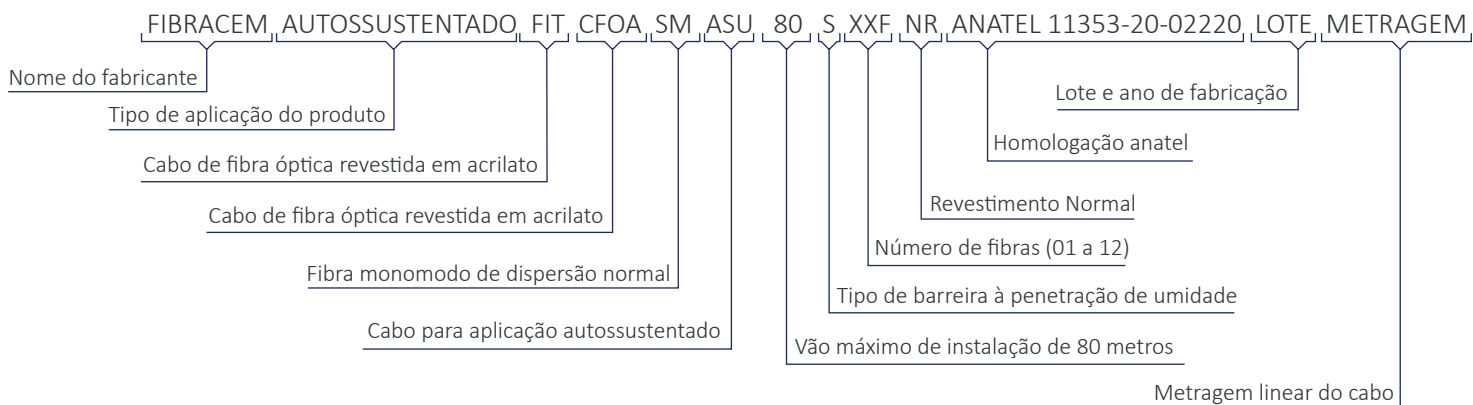 FIBRACEM AUTOSSUSTENTADO FIT CFOA SM ASU 80 S XXF NR ANATEL 11353-20-02220 LOTE METRAGEM
Nome do fabricante
Lote e ano de fabricação
Tipo de aplicação do produto
Homologação anatel
Cabo de fibra óptica revestida em acrilato
Revestimento Normal
Cabo de fibra óptica revestida em acrilato
Número de fibras (01 a 12)
Fibra monomodo de dispersão normal
Tipo de barreira à penetração de umidade
Cabo para aplicação autossustentado
Vão máximo de instalação de 80 metros
Metragem linear do cabo